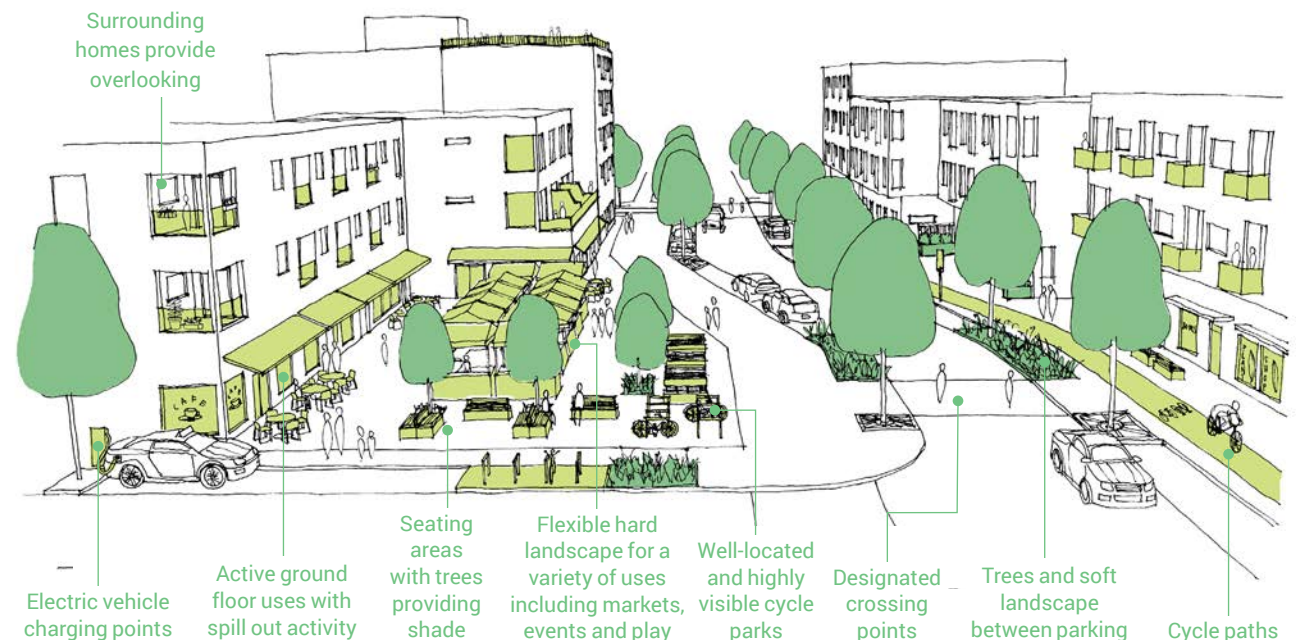 Surrounding
homes provide
overlooking
CAFE
Electric vehicle
charging points
Active ground
floor uses with
spill out activity
Seating
areas
with trees
providing
shade
Flexible hard
landscape for a
variety of uses
including markets,
events and play
Well-located
and highly
visible cycle
parks
Designated
crossing
points
Trees and soft
landscape
between parking
Cycle paths